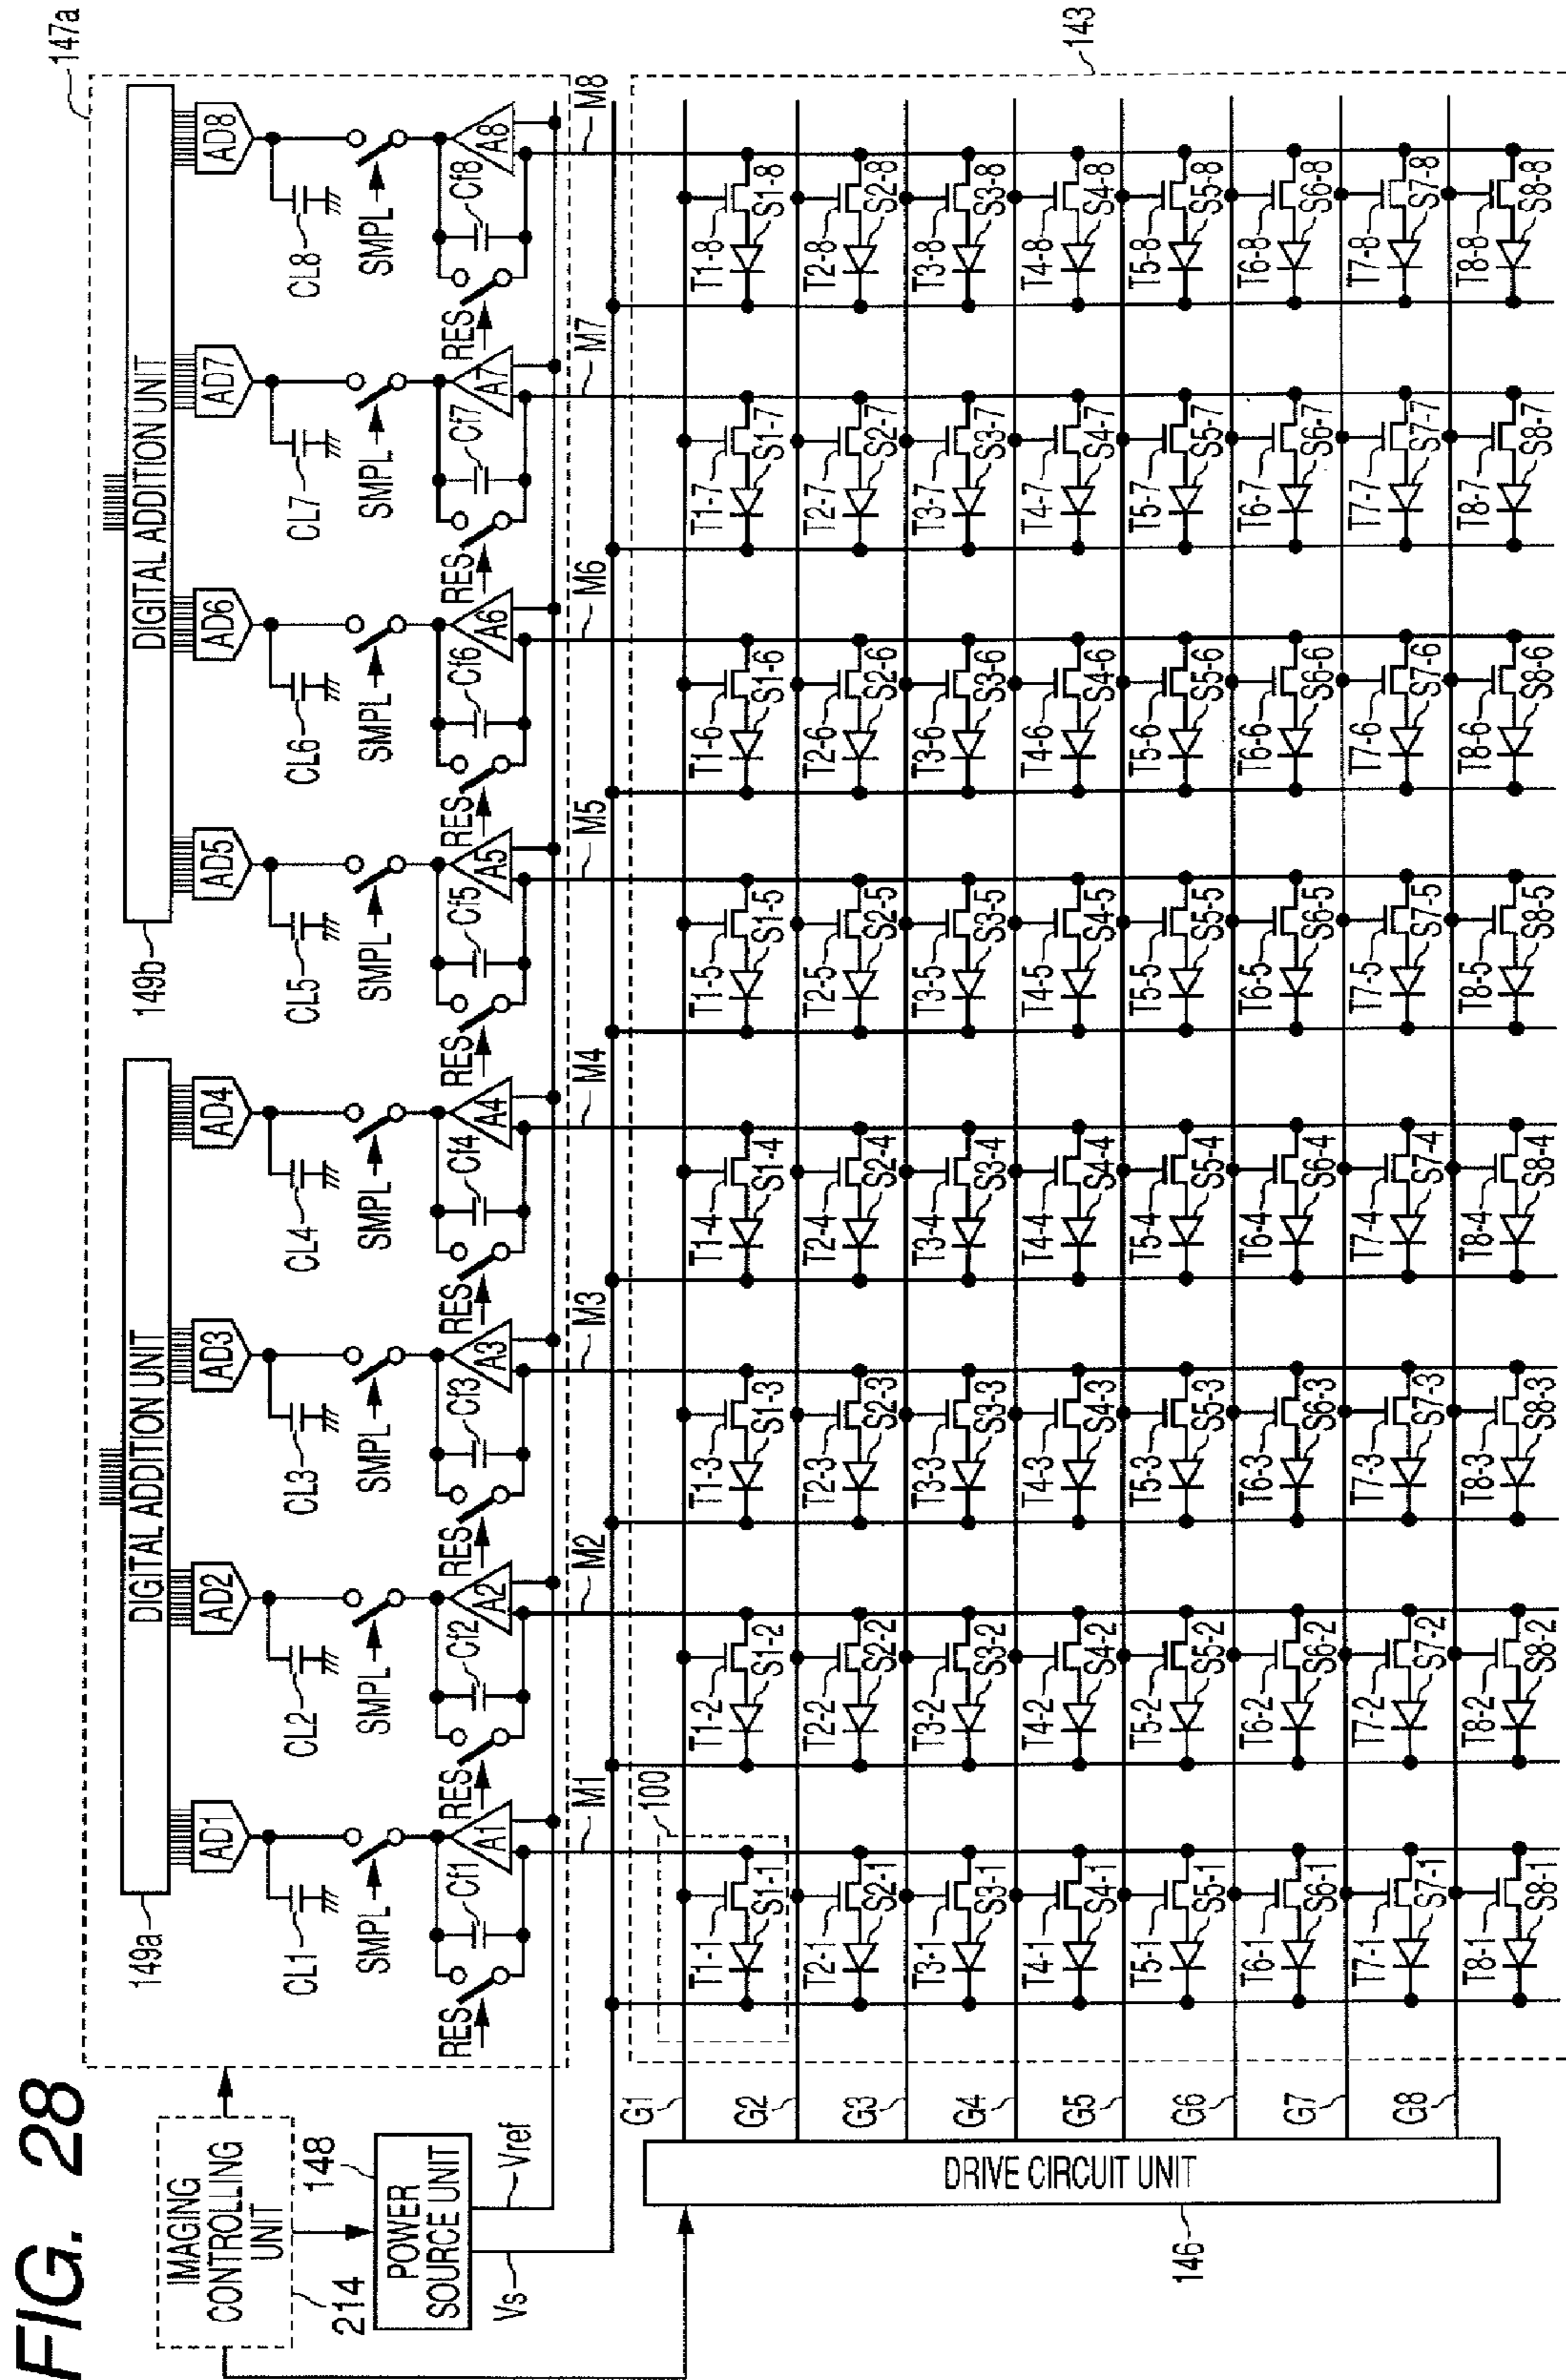 FIG. 28
IMAGING
CONTROLLING
UNIT
214
POWER
SOURCE UNIT
148
Vs
Vref
147a
149a
DIGITAL ADDITION UNIT
149b
DIGITAL ADDITION UNIT
AD1 AD2 AD3 AD4 AD5 AD6 AD7 AD8
CL1 CL2 CL3 CL4 CL5 CL6 CL7 CL8
SMPL SMPL SMPL SMPL SMPL SMPL SMPL SMPL
Cf1 Cf2 Cf3 Cf4 Cf5 Cf6 Cf7 Cf8
RES RES RES RES RES RES RES RES
A1 A2 A3 A4 A5 A6 A7 A8
M1 M2 M3 M4 M5 M6 M7 M8
143
100
DRIVE CIRCUIT UNIT
146
G1
T1-1 T1-2 T1-3 T1-4 T1-5 T1-6 T1-7 T1-8
S1-1 S1-2 S1-3 S1-4 S1-5 S1-6 S1-7 S1-8
G2
T2-1 T2-2 T2-3 T2-4 T2-5 T2-6 T2-7 T2-8
S2-1 S2-2 S2-3 S2-4 S2-5 S2-6 S2-7 S2-8
G3
T3-1 T3-2 T3-3 T3-4 T3-5 T3-6 T3-7 T3-8
S3-1 S3-2 S3-3 S3-4 S3-5 S3-6 S3-7 S3-8
G4
T4-1 T4-2 T4-3 T4-4 T4-5 T4-6 T4-7 T4-8
S4-1 S4-2 S4-3 S4-4 S4-5 S4-6 S4-7 S4-8
G5
T5-1 T5-2 T5-3 T5-4 T5-5 T5-6 T5-7 T5-8
S5-1 S5-2 S5-3 S5-4 S5-5 S5-6 S5-7 S5-8
G6
T6-1 T6-2 T6-3 T6-4 T6-5 T6-6 T6-7 T6-8
S6-1 S6-2 S6-3 S6-4 S6-5 S6-6 S6-7 S6-8
G7
T7-1 T7-2 T7-3 T7-4 T7-5 T7-6 T7-7 T7-8
S7-1 S7-2 S7-3 S7-4 S7-5 S7-6 S7-7 S7-8
G8
T8-1 T8-2 T8-3 T8-4 T8-5 T8-6 T8-7 T8-8
S8-1 S8-2 S8-3 S8-4 S8-5 S8-6 S8-7 S8-8